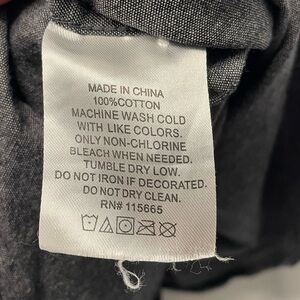 MADE IN CHINA
100%COTTON
MACHINE WASH COLD
WITH LIKE COLORS.
ONLY NON-CHLORINE
BLEACH WHEN NEEDED.
TUMBLE DRY LOW.
DO NOT IRON IF DECORATED.
DO NOT DRY CLEAN.
RN# 115665